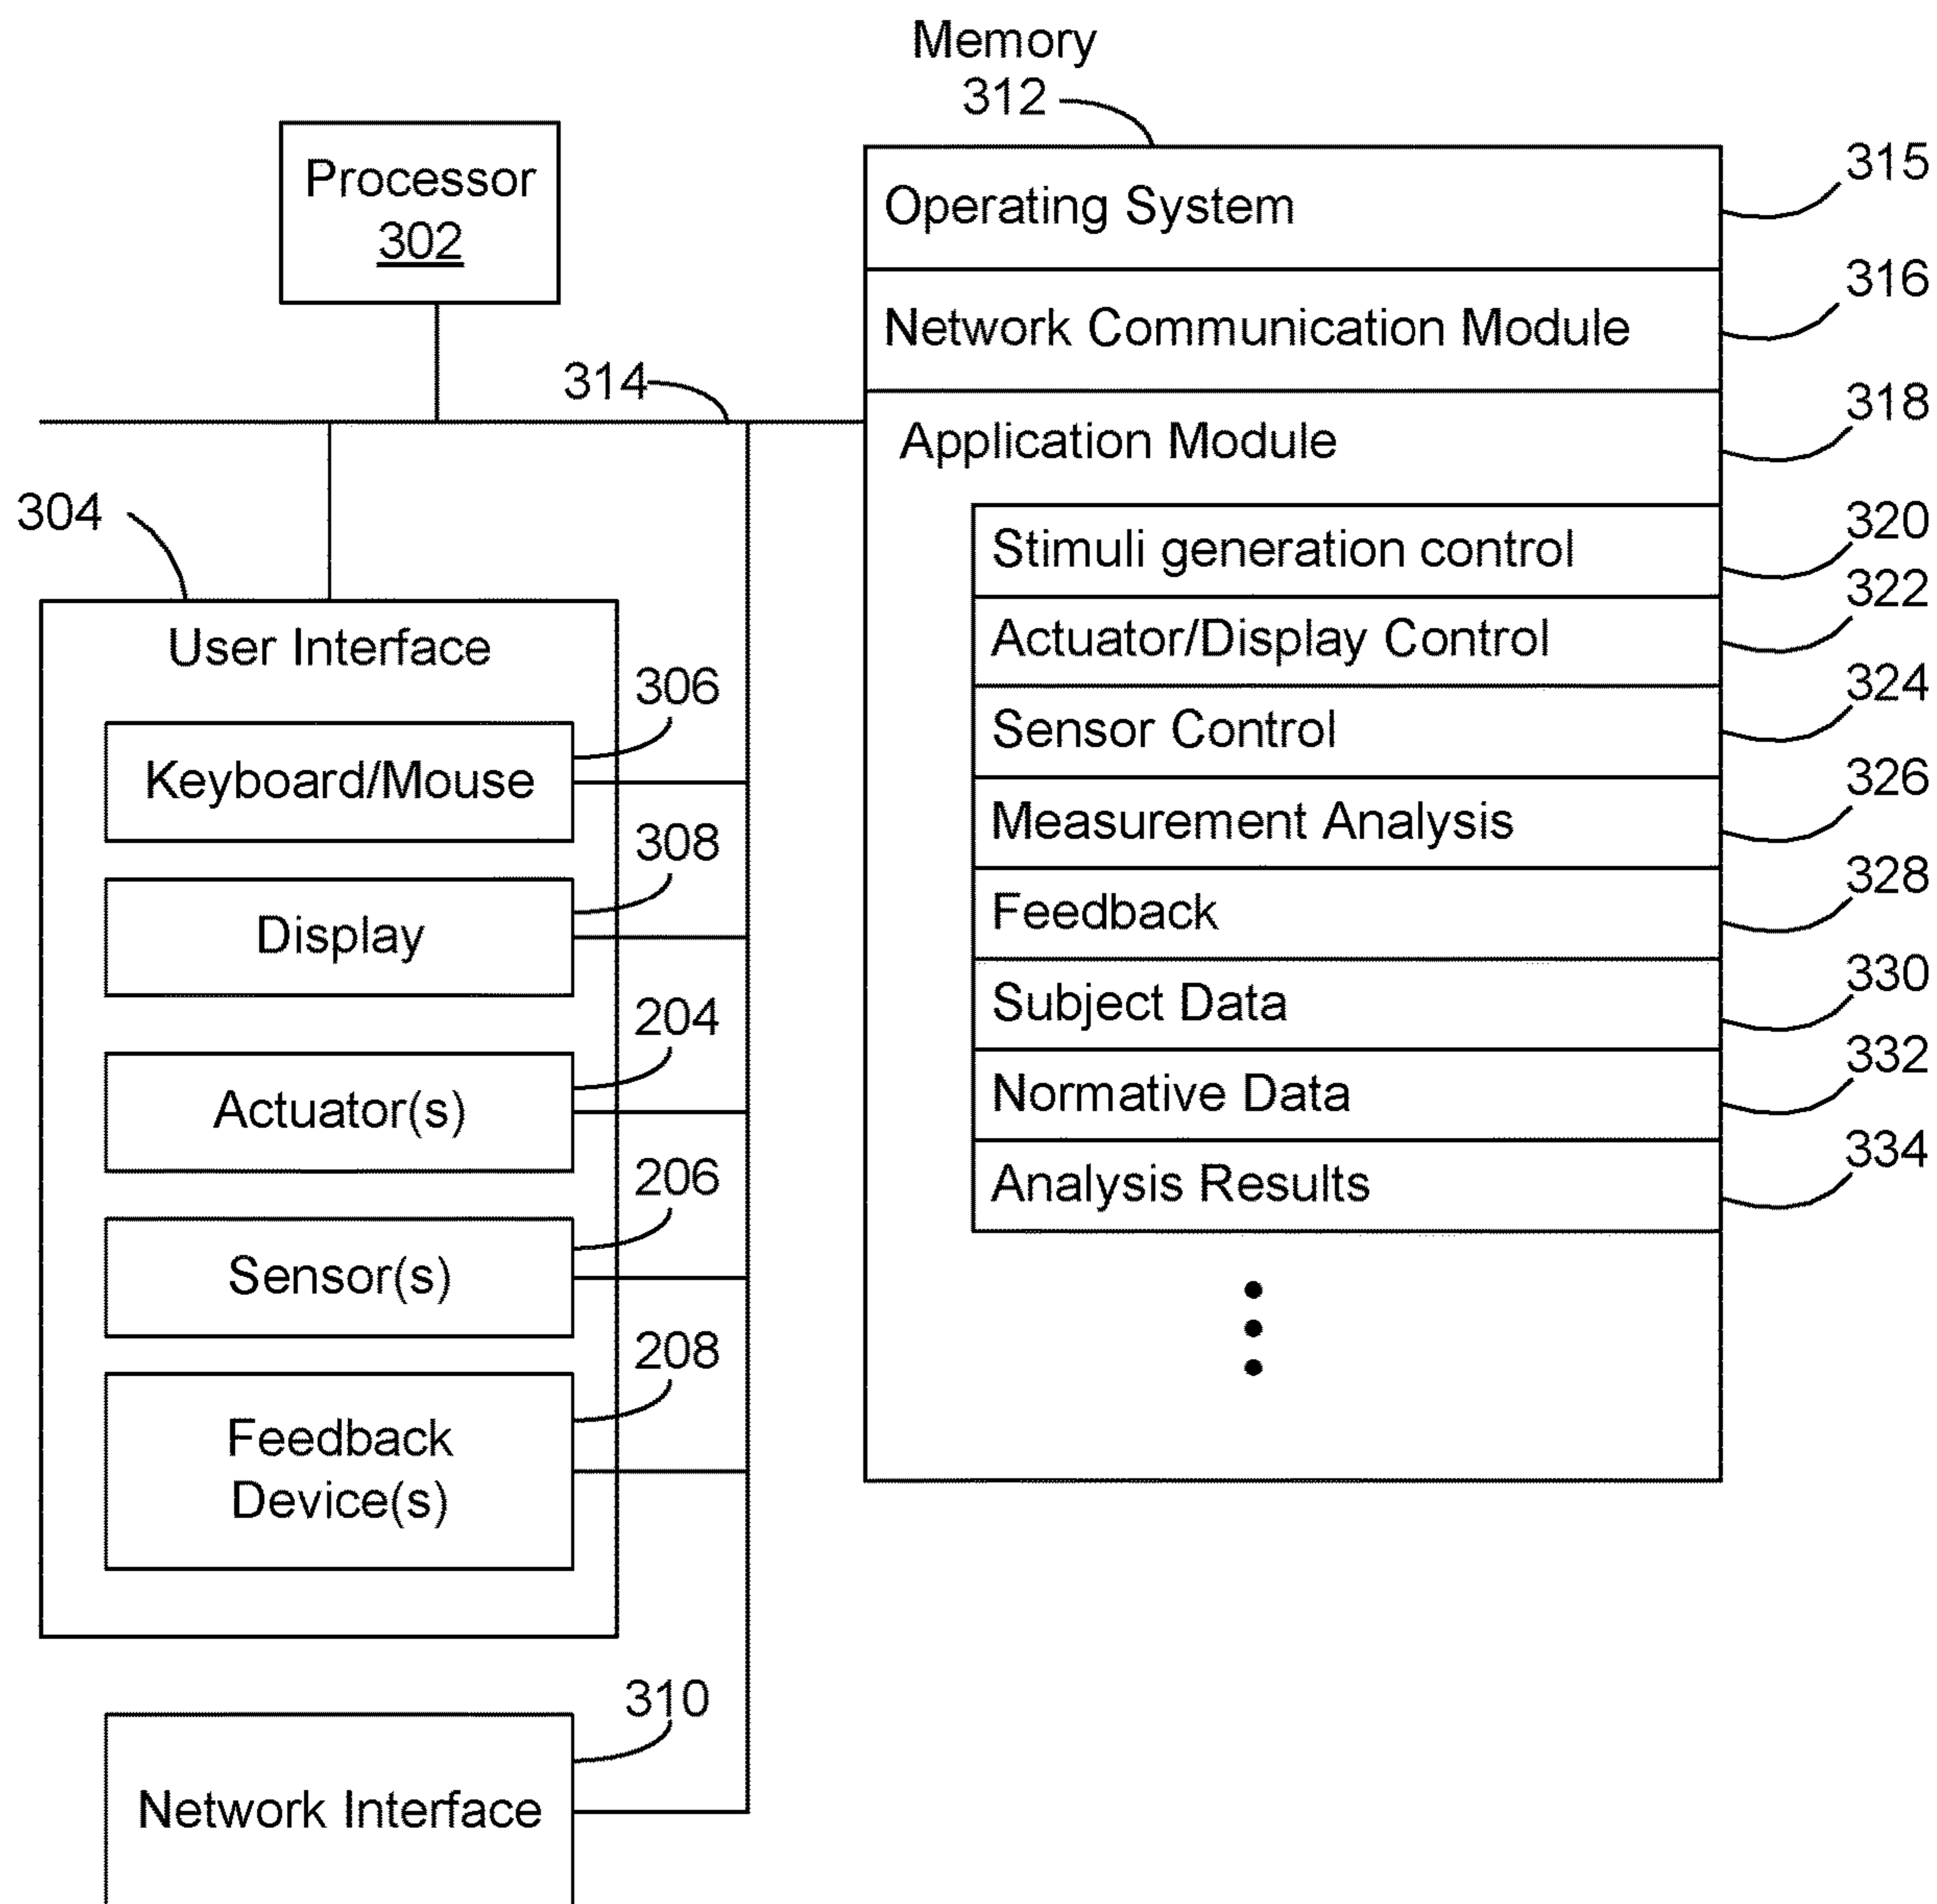 Memory
312
Processor
302
314
304
User Interface
306
Keyboard/Mouse
308
Display
204
Actuator(s)
206
Sensor(s)
208
Feedback
Device(s)
310
Network Interface
Operating System
315
Network Communication Module
316
Application Module
318
Stimuli generation control
320
Actuator/Display Control
322
Sensor Control
324
Measurement Analysis
326
Feedback
328
Subject Data
330
Normative Data
332
Analysis Results
334